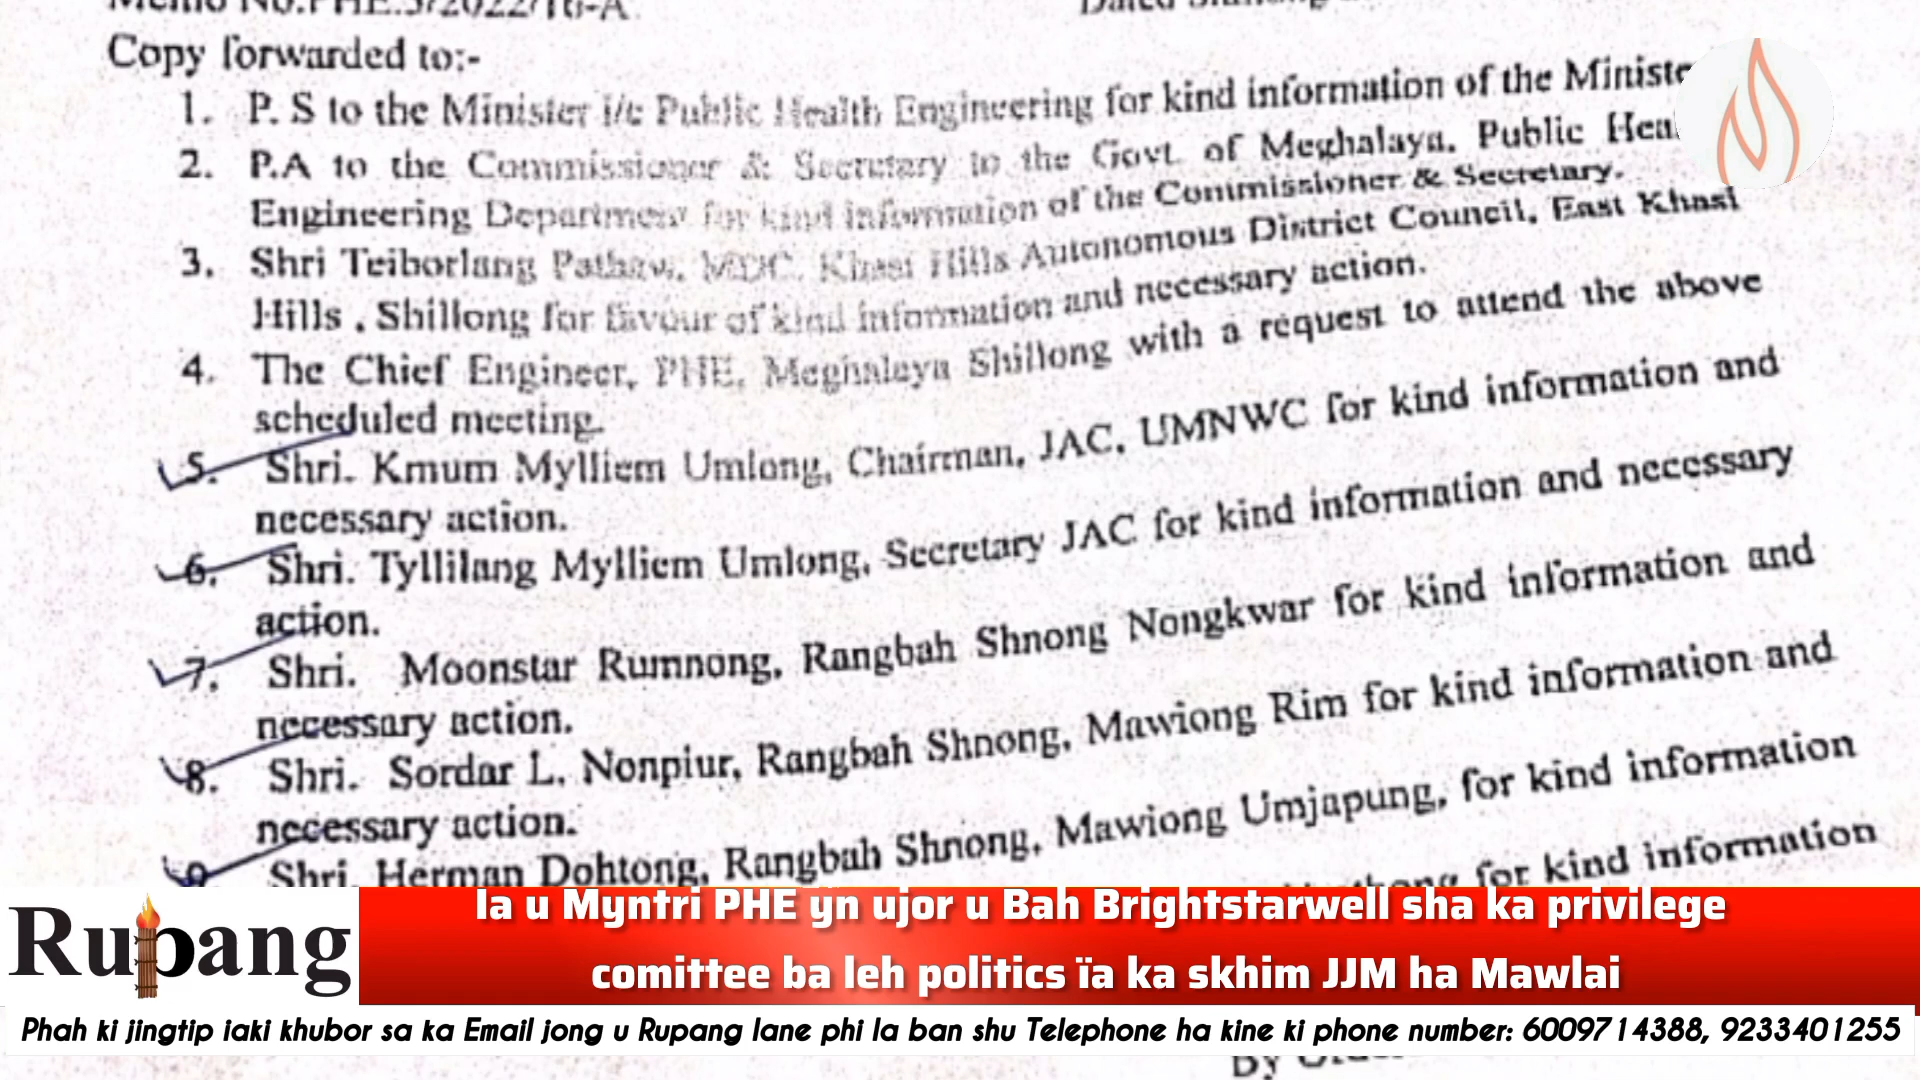 Copy forwarded to:-
1. P. S to the Minister i/c Public Health Engineering for kind information of the Ministe
2. P.A to the Commissioner & Secretary to the Govt. of Meghalaya, Public Hea
Engineering Department for kind information of the Commissioner & Secretary.
3. Shri Teiborlang Pathaw, MDC, Khasi Hills Autonomous District Council, East Khasi
Hills , Shillong for favour of kind information and necessary action.
4. The Chief Engineer, PHE, Meghalaya Shillong with a request to attend the above
scheduled meeting.
5. Shri. Kmum Mylliem Umlong, Chairman, JAC, UMNWC for kind information and
necessary action.
6. Shri. Tyllilang Mylliem Umlong, Secretary JAC for kind information and necessary
action.
7. Shri. Moonstar Rumnong, Rangbah Shnong Nongkwar for kind information and
necessary action.
8. Shri. Sordar L. Nonpiur, Rangbah Shnong, Mawiong Rim for kind information and
necessary action.
9. Shri. Herman Dohtong, Rangbah Shnong, Mawiong Umjapung, for kind information
for kind information
Rupang
Ia u Myntri PHE yn ujor u Bah Brightstarwell sha ka privilege
comittee ba leh politics ïa ka skhim JJM ha Mawlai
Phah ki jingtip iaki khubor sa ka Email jong u Rupang lane phi la ban shu Telephone ha kine ki phone number: 6009714388, 9233401255
By